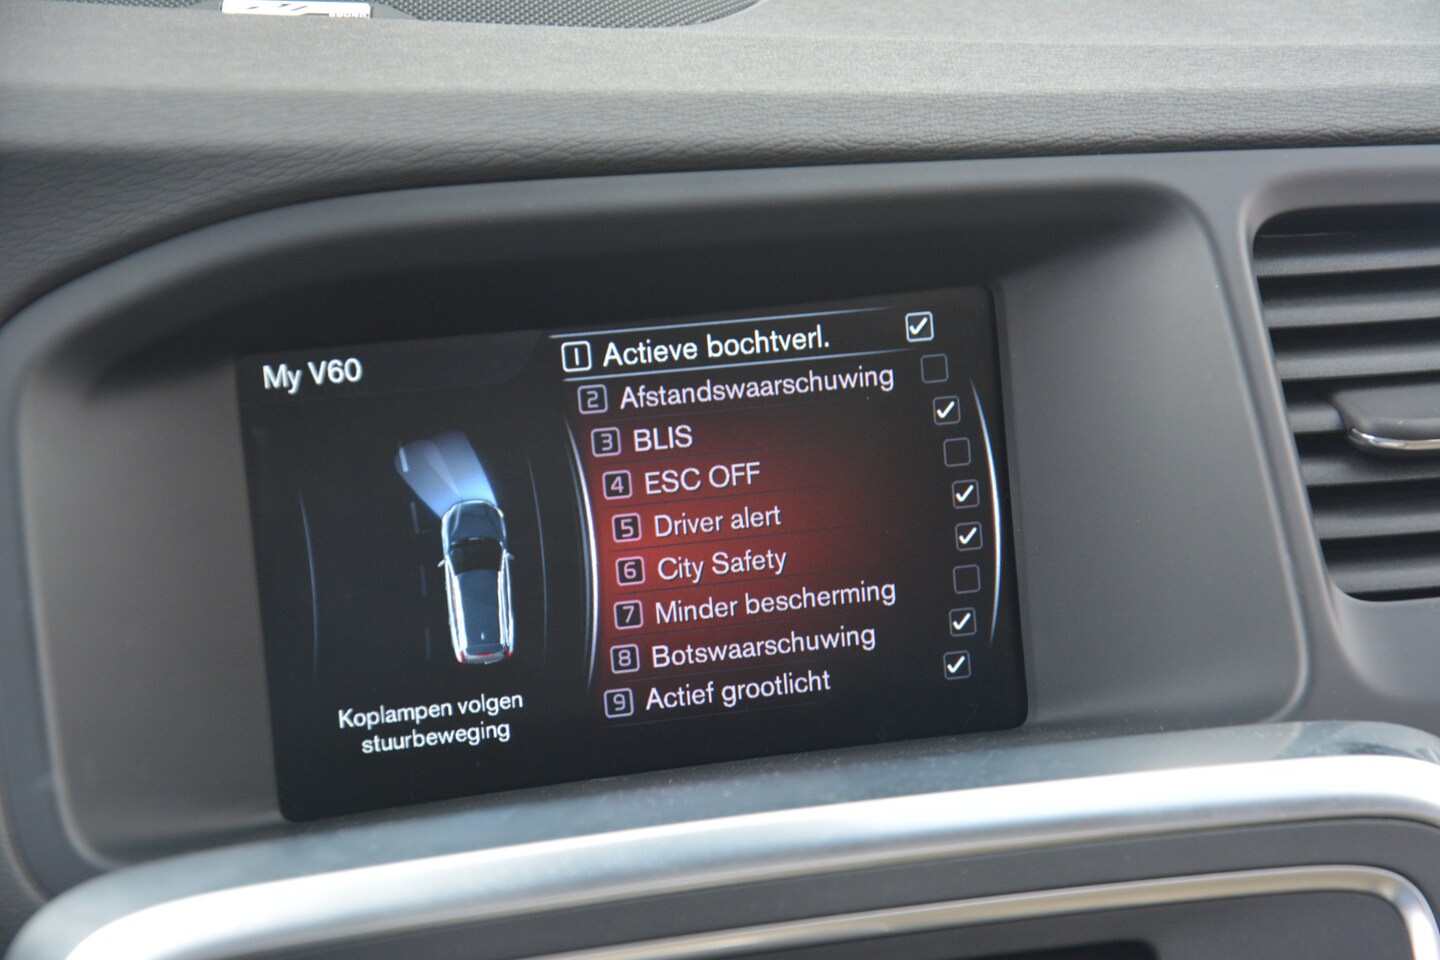 My V60
1 Actieve bochtverl.
2 Afstandswaarschuwing
3 BLIS
4 ESC OFF
5 Driver alert
6 City Safety
7 Minder bescherming
8 Botswaarschuwing
9 Actief grootlicht
Koplampen volgen
stuurbeweging